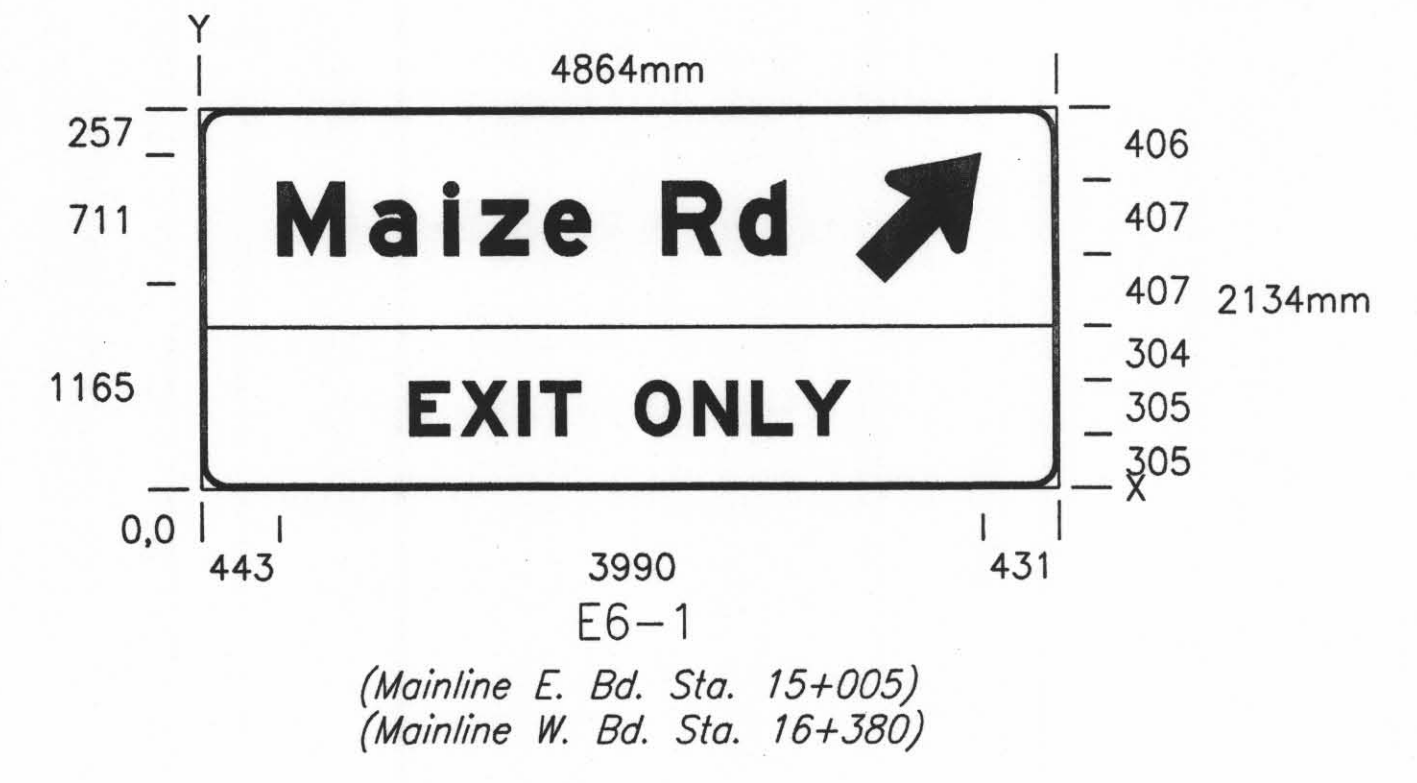 Y
4864mm
257
406
Maize Rd
711
407
407
2134mm
304
1165
EXIT ONLY
305
305
X
0,0
443
3990
431
E6-1
(Mainline E. Bd. Sta. 15+005)
(Mainline W. Bd. Sta. 16+380)